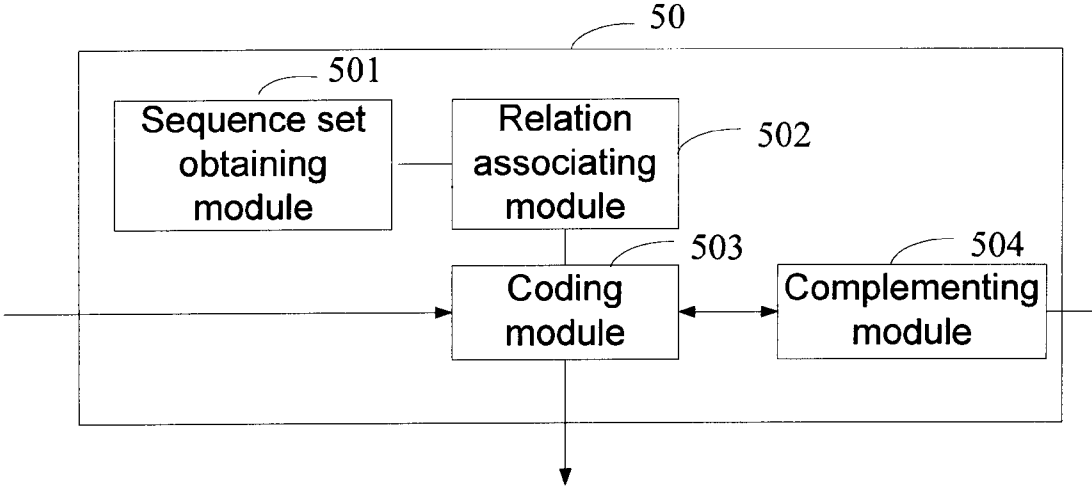 50
501
Sequence set
obtaining
module
Relation
associating
module
502
503
Coding
module
504
Complementing
module